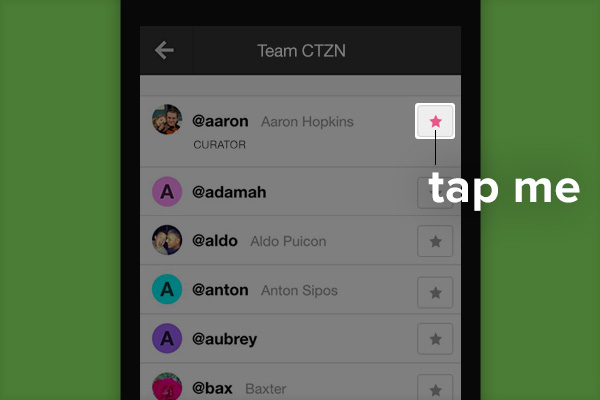 Team CTZN
@aaron Aaron Hopkins
CURATOR
tap me
A @adamah
@aldo Aldo Puicon
A @anton Anton Sipos
A @aubrey
@bax Baxter